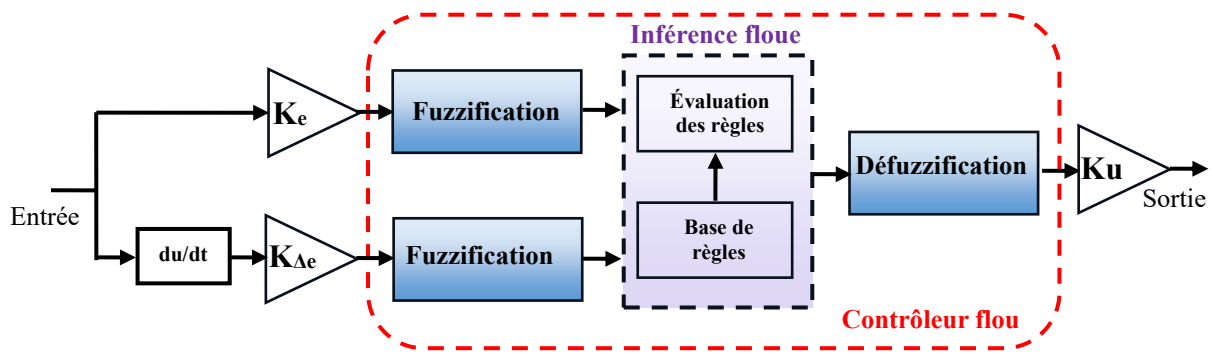 Inférence floue
Ke
Fuzzification
Évaluation
des règles
Défuzzification
Ku
Entrée
Sortie
du/dt
KΔe
Fuzzification
Base de
règles
Contrôleur flou